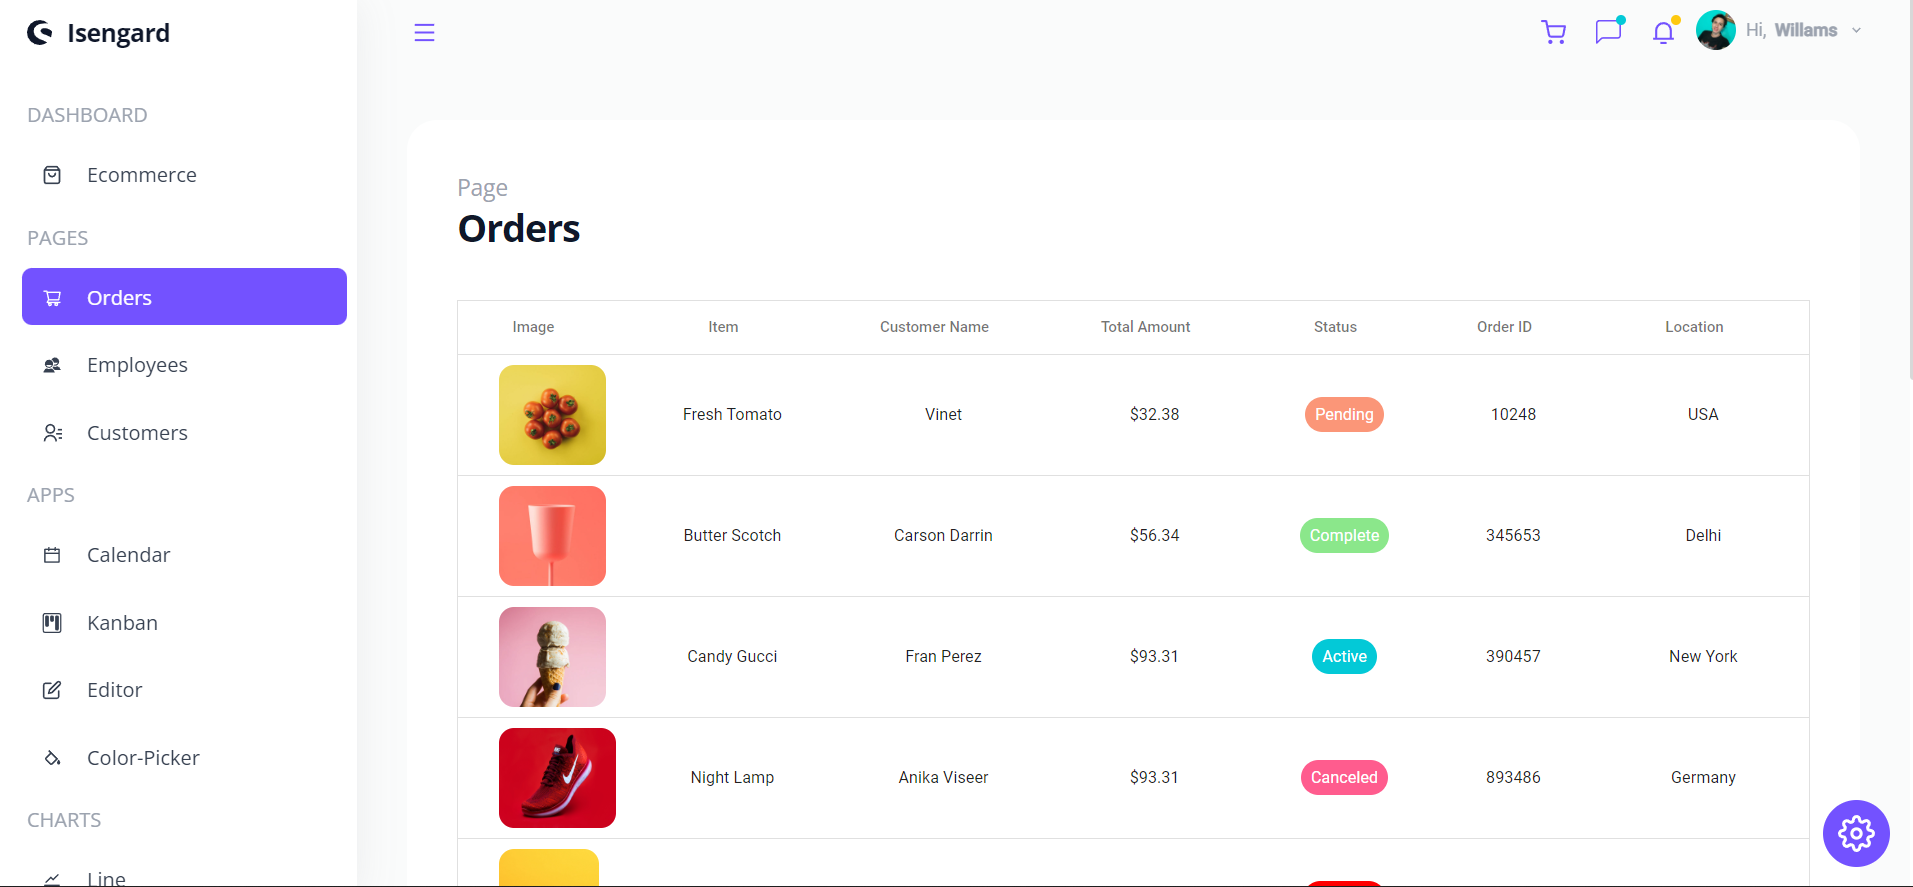 Isengard
Hi, Willams
DASHBOARD
Ecommerce
PAGES
Orders
Employees
Customers
APPS
Calendar
Kanban
Editor
Color-Picker
CHARTS
Line
Page
Orders
Image Item Customer Name Total Amount Status Order ID Location
Fresh Tomato Vinet $32.38 Pending 10248 USA
Butter Scotch Carson Darrin $56.34 Complete 345653 Delhi
Candy Gucci Fran Perez $93.31 Active 390457 New York
Night Lamp Anika Viseer $93.31 Canceled 893486 Germany